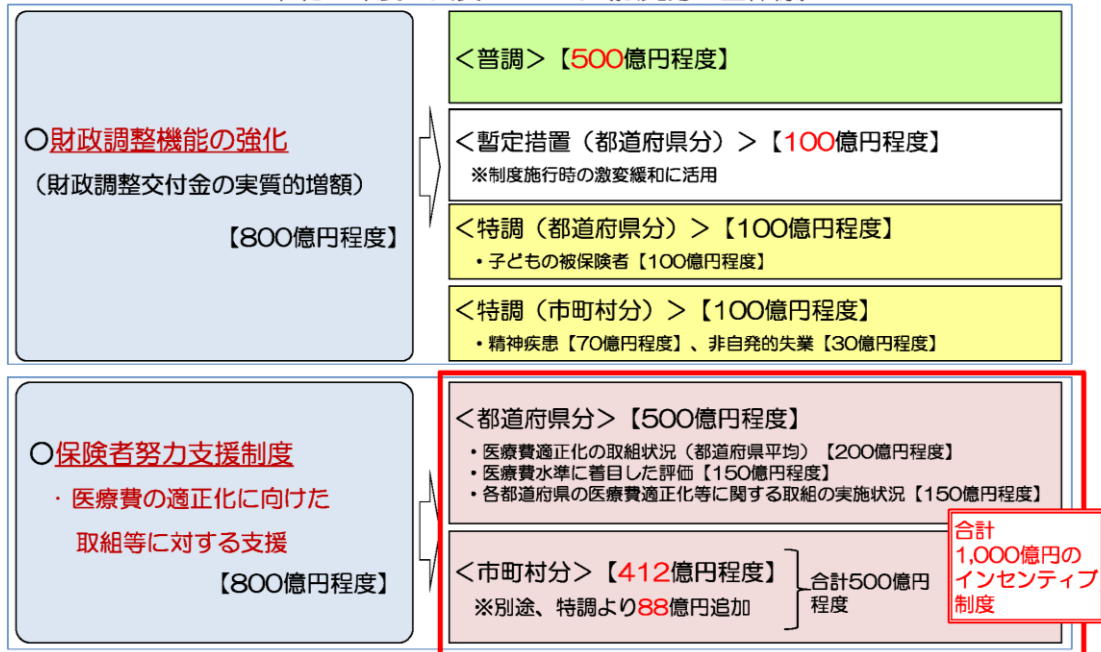 <普調>【500億円程度】
〇財政調整機能の強化
(財政調整交付金の実質的増額)
【800億円程度】
<暫定措置(都道府県分)>【100億円程度】
※制度施行時の激変緩和に活用
<特調(都道府県分)>【100億円程度】
・子どもの被保険者【100億円程度】
<特調(市町村分)>【100億円程度】
・精神疾患【70億円程度】、非自発的失業【30億円程度】
〇保険者努力支援制度
・医療費の適正化に向けた
取組等に対する支援
【800億円程度】
<都道府県分>【500億円程度】
・医療費適正化の取組状況(都道府県平均)【200億円程度】
・医療費水準に着目した評価【150億円程度】
・各都道府県の医療費適正化等に関する取組の実施状況【150億円程度】
<市町村分>【412億円程度】
※別途、特調より88億円追加
合計500億円
程度
合計
1,000億円の
インセンティブ
制度